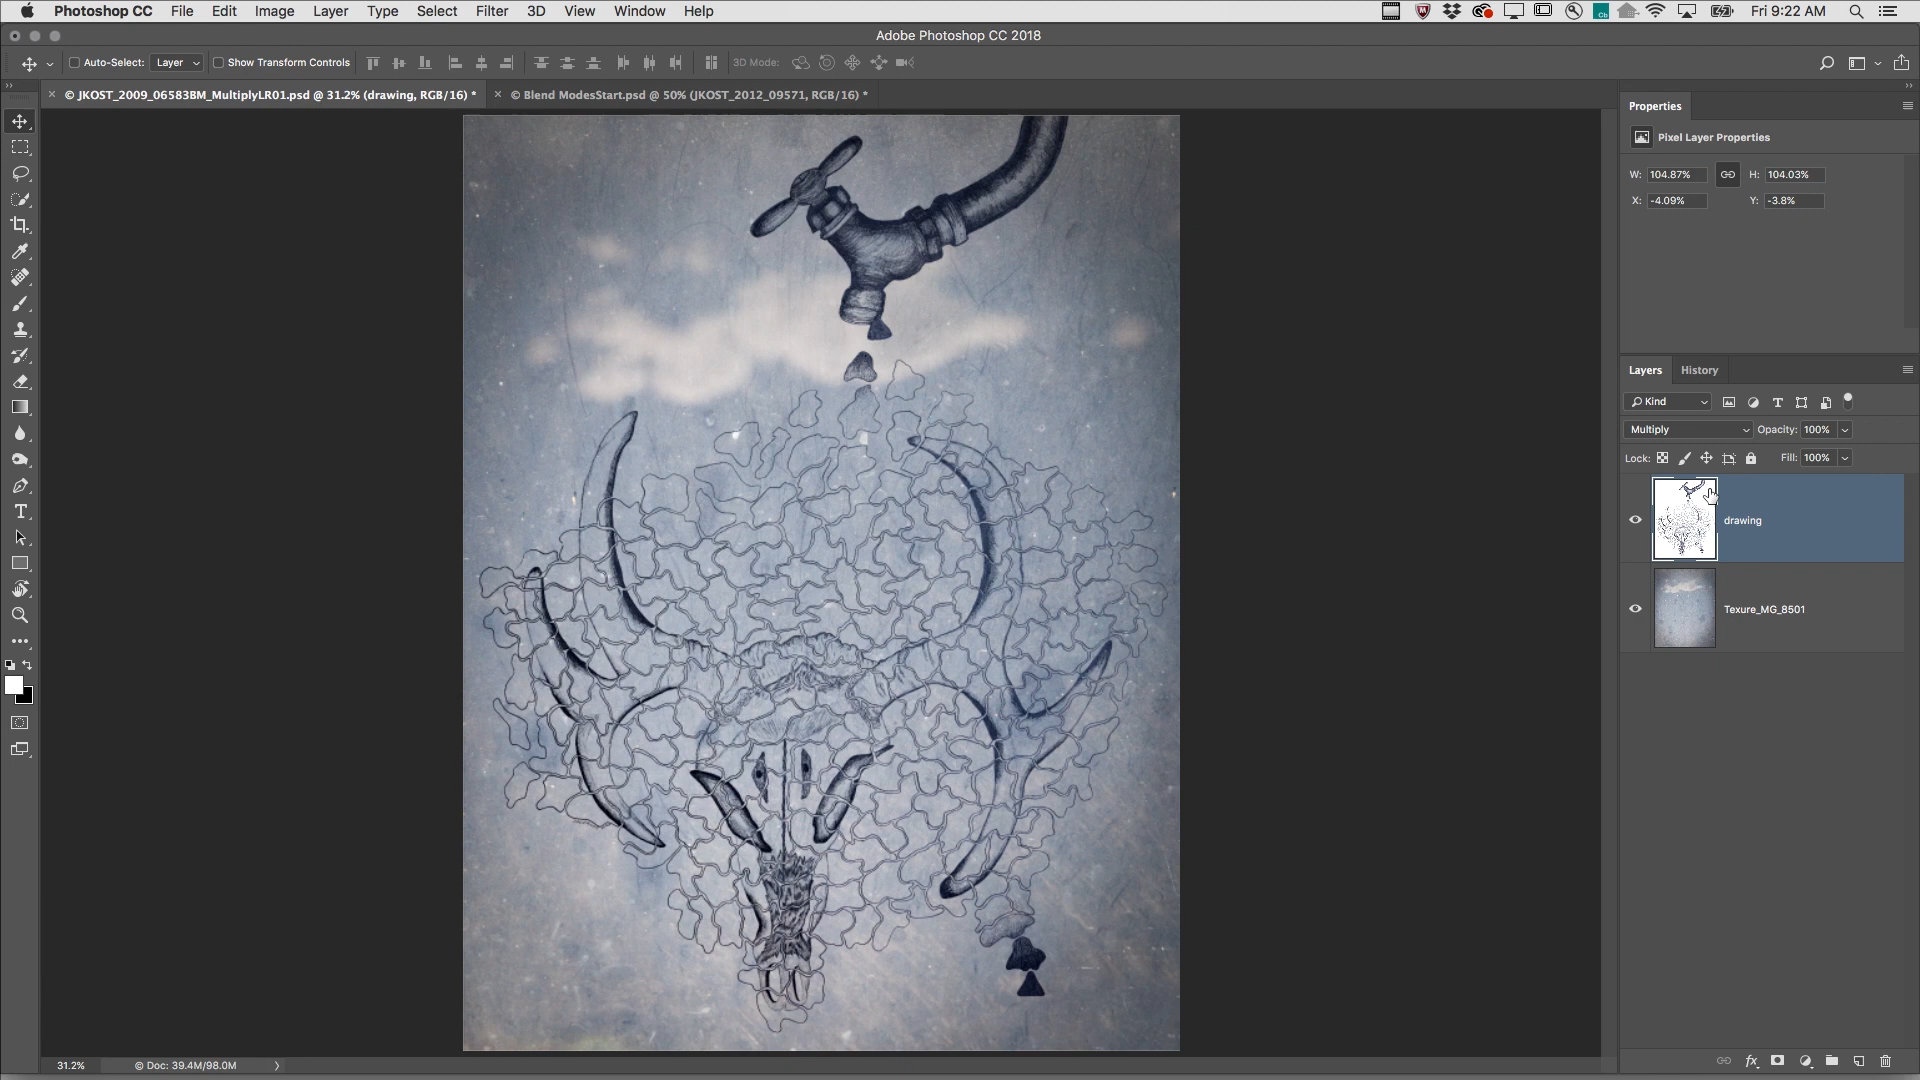 Photoshop CC File Edit Image Layer Type Select Filter 3D View Window Help Fri 9:22 AM
Adobe Photoshop CC 2018
Auto-Select: Layer Show Transform Controls 3D Mode:
© JKOST_2009_06583BM_MultiplyLR01.psd @ 31.2% (drawing, RGB/16) * © Blend ModesStart.psd @ 50% (JKOST_2012_09571, RGB/16) *
Properties
Pixel Layer Properties
W: 104.87% H: 104.03%
X: -4.09% Y: -3.8%
Layers History
Kind
Multiply Opacity: 100%
Lock: Fill: 100%
drawing
Texure_MG_8501
31.2% © Doc: 39.4M/98.0M
fx